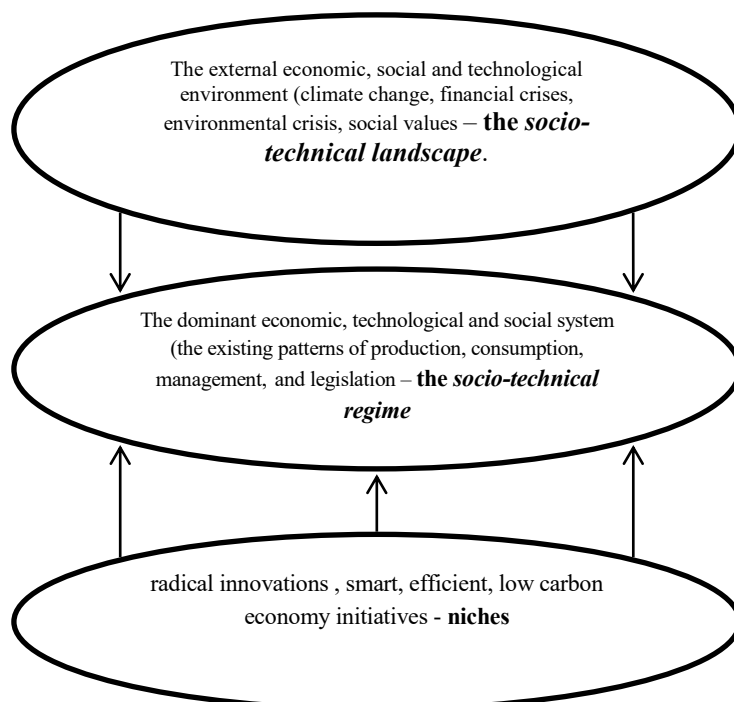 The external economic, social and technological
environment (climate change, financial crises,
environmental crisis, social values – the socio-
technical landscape.
The dominant economic, technological and social system
(the existing patterns of production, consumption,
management, and legislation – the socio-technical
regime
radical innovations , smart, efficient, low carbon
economy initiatives - niches